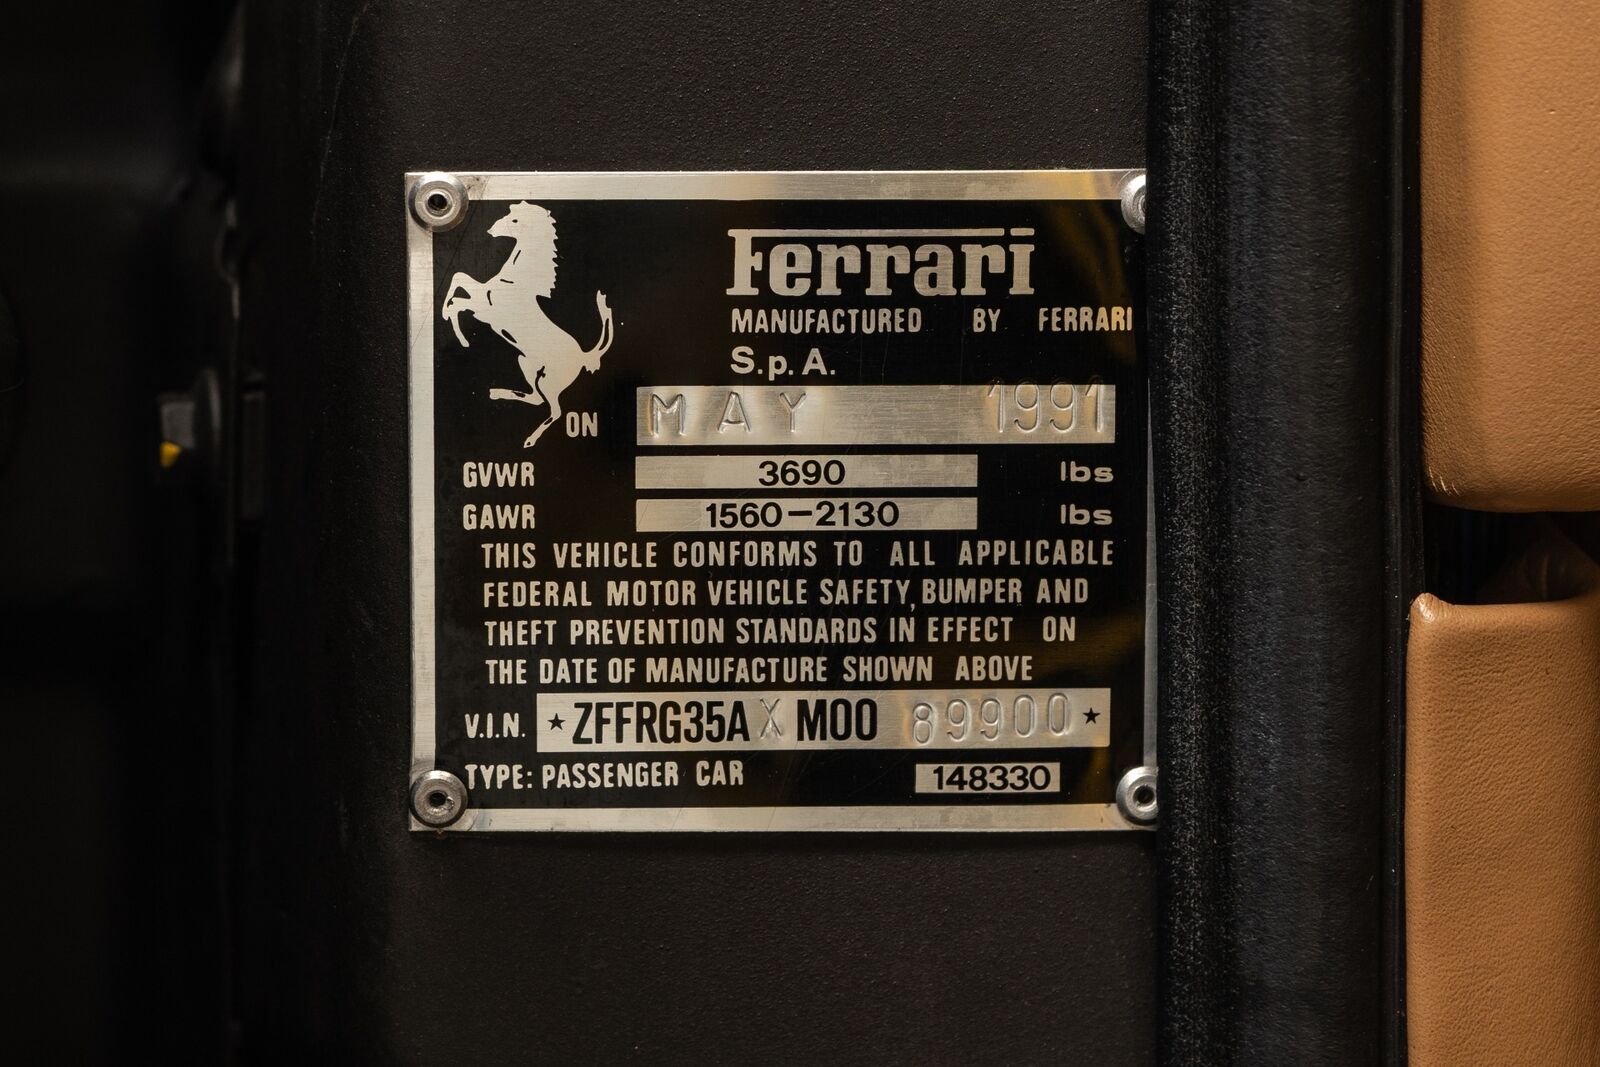 Ferrari
MANUFACTURED BY FERRARI
S.p.A.
ON MAY 1991
GVWR 3690 lbs
GAWR 1560-2130 lbs
THIS VEHICLE CONFORMS TO ALL APPLICABLE
FEDERAL MOTOR VEHICLE SAFETY, BUMPER AND
THEFT PREVENTION STANDARDS IN EFFECT ON
THE DATE OF MANUFACTURE SHOWN ABOVE
V.I.N. ★ZFFRG35AXM00 89900★
TYPE: PASSENGER CAR 148330